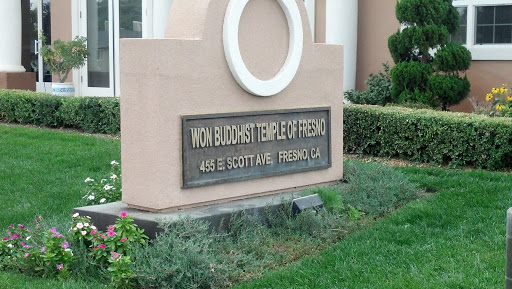 WON BUDDHIST TEMPLE OF FRESNO
455 E. SCOTT AVE, FRESNO, CA